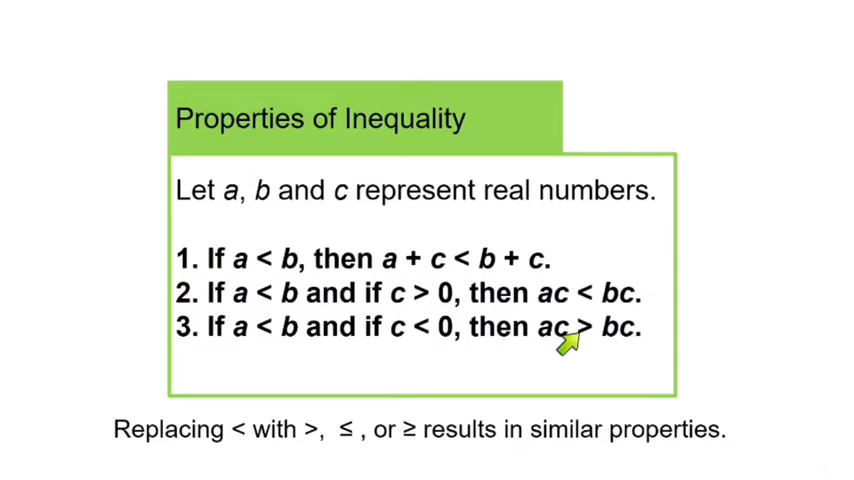 Properties of Inequality
Let a, b and c represent real numbers.
1. If a < b, then a + c < b + c.
2. If a < b and if c > 0, then ac < bc.
3. If a < b and if c < 0, then ac > bc.
Replacing < with >, ≤ , or ≥ results in similar properties.